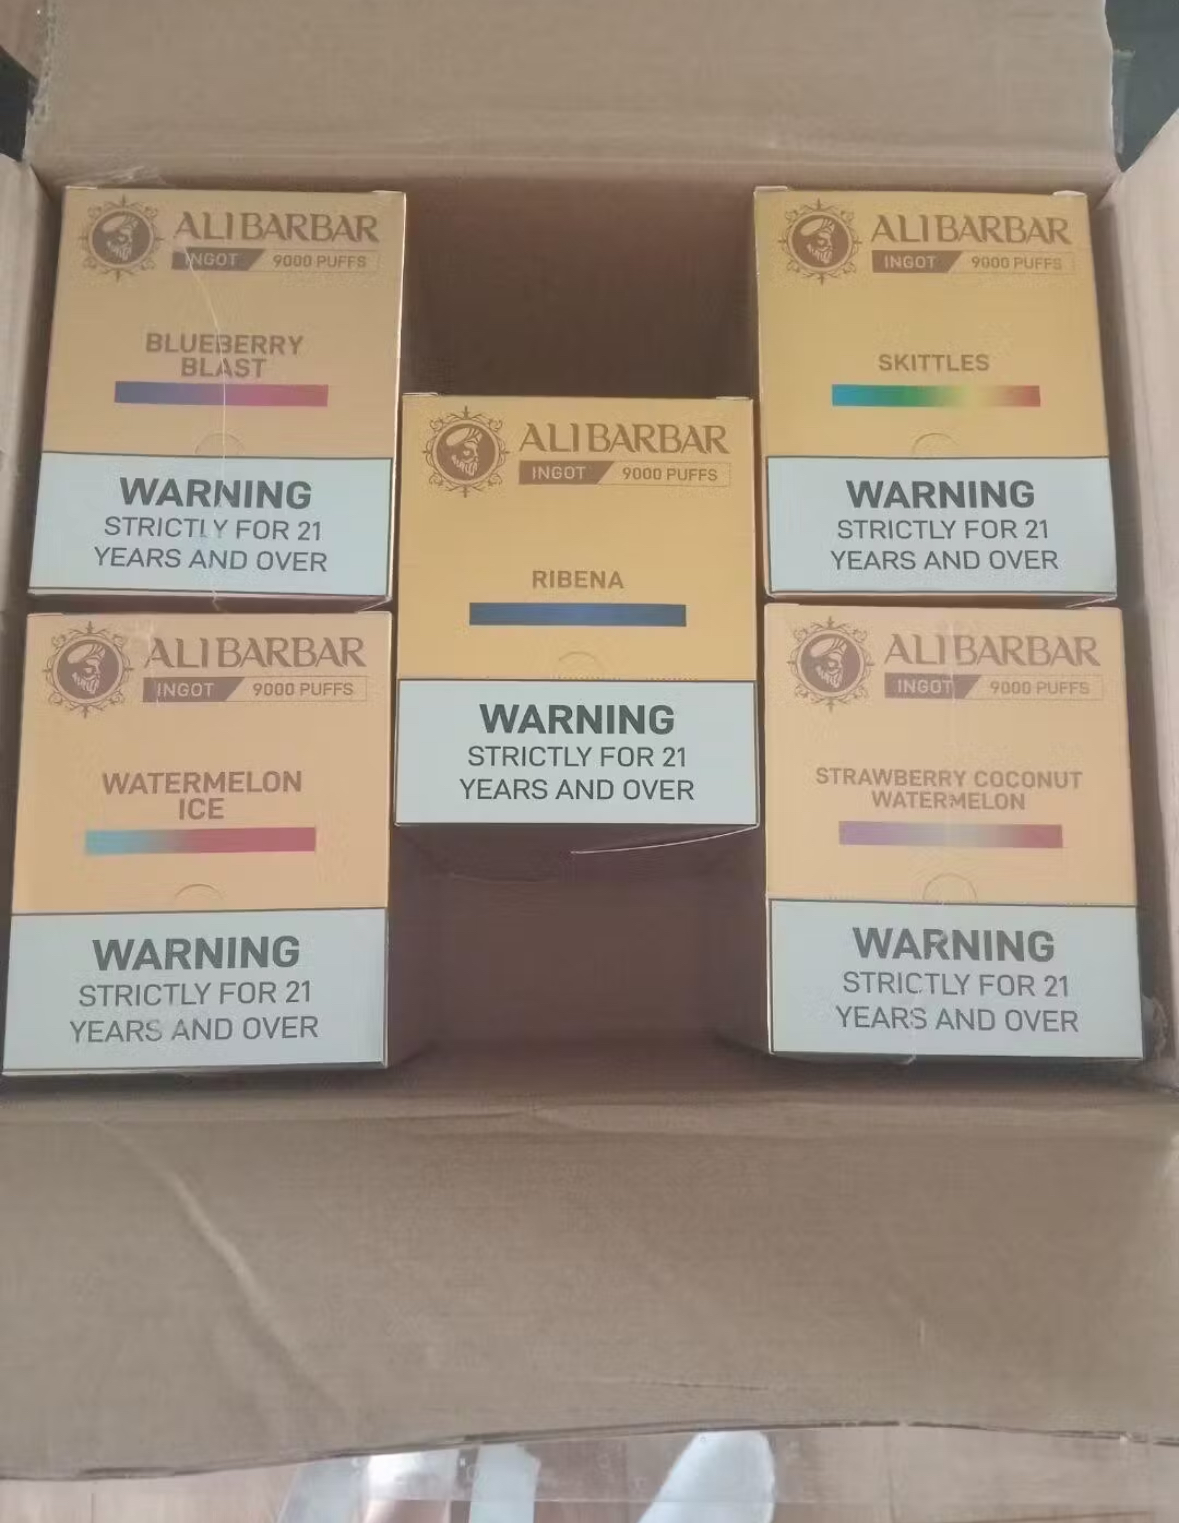 ALIBARBAR
INGOT 9000 PUFFS
BLUEBERRY
BLAST
WARNING
STRICTLY FOR 21
YEARS AND OVER
ALIBARBAR
INGOT 9000 PUFFS
SKITTLES
WARNING
STRICTLY FOR 21
YEARS AND OVER
ALIBARBAR
INGOT 9000 PUFFS
RIBENA
WARNING
STRICTLY FOR 21
YEARS AND OVER
ALIBARBAR
INGOT 9000 PUFFS
WATERMELON
ICE
WARNING
STRICTLY FOR 21
YEARS AND OVER
ALIBARBAR
INGOT 9000 PUFFS
STRAWBERRY COCONUT
WATERMELON
WARNING
STRICTLY FOR 21
YEARS AND OVER